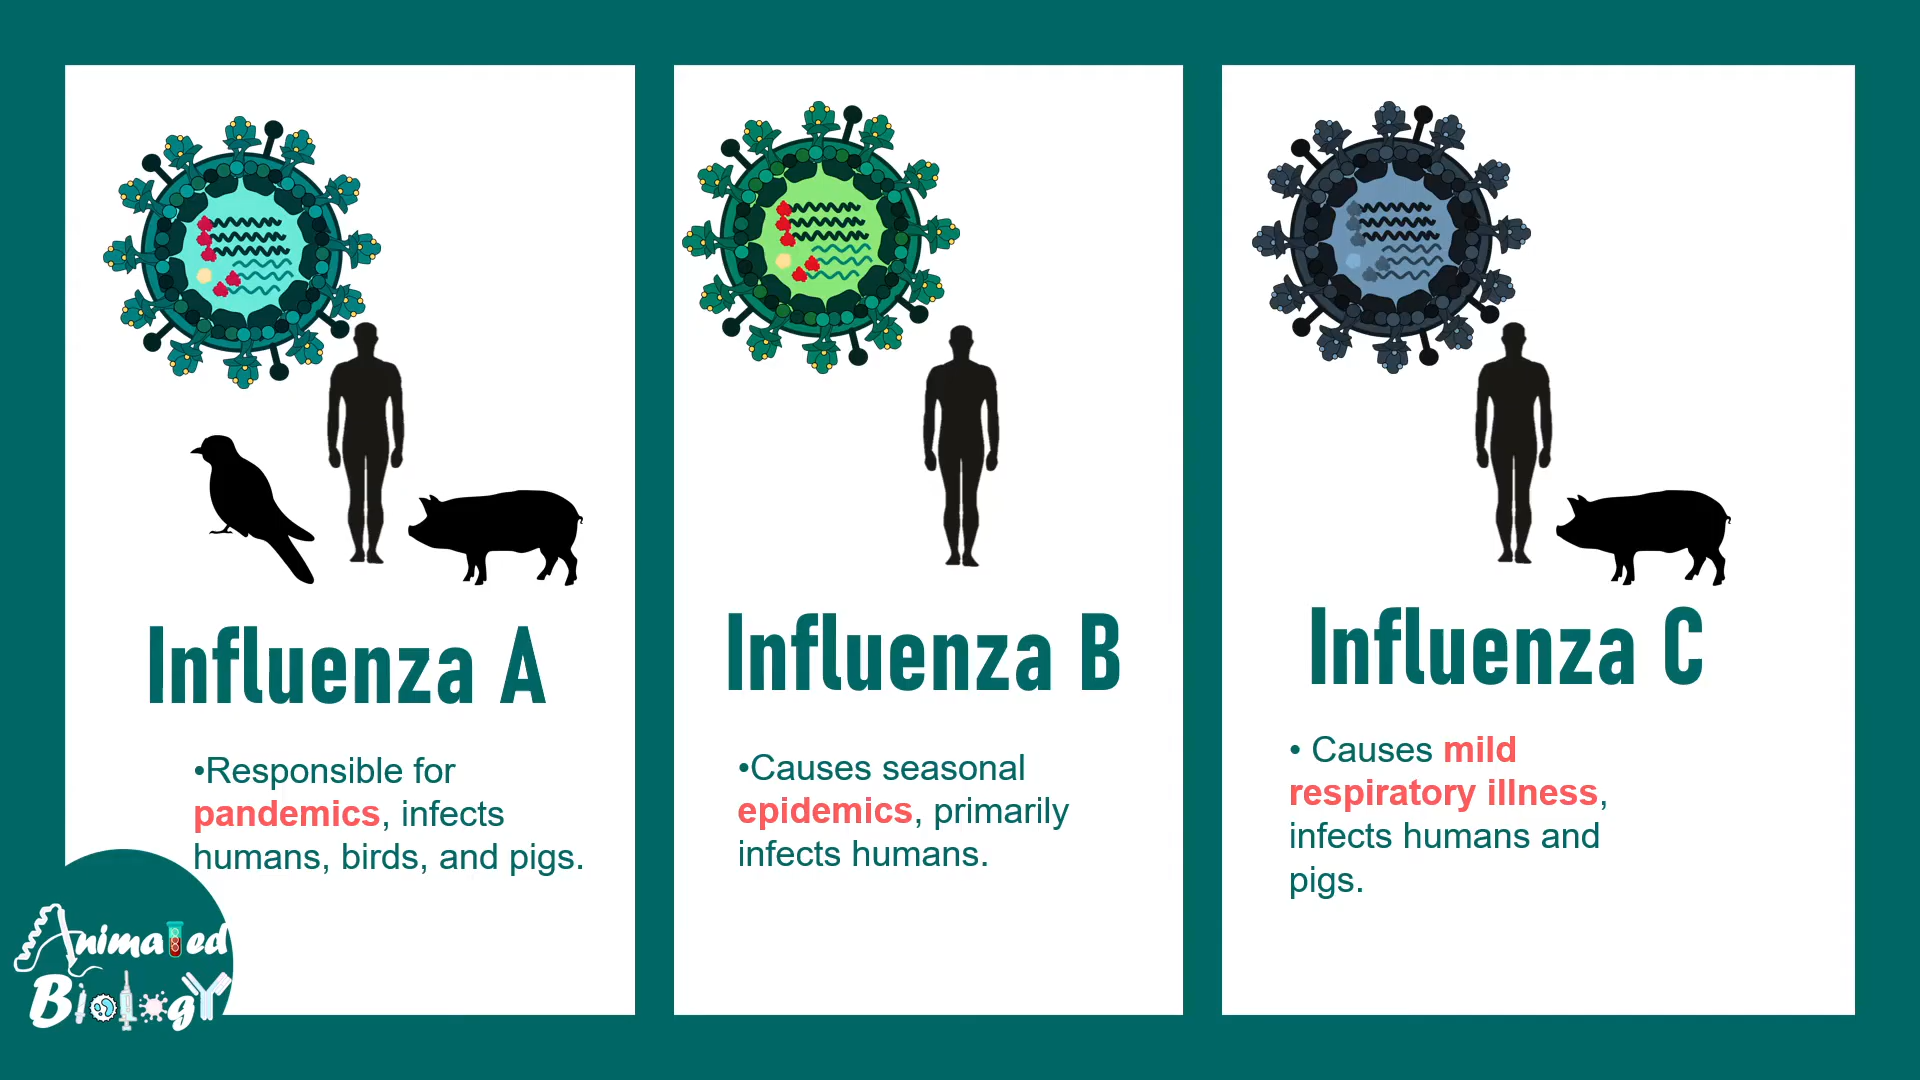 Influenza A
•Responsible for
pandemics, infects
humans, birds, and pigs.
Influenza B
•Causes seasonal
epidemics, primarily
infects humans.
Influenza C
• Causes mild
respiratory illness,
infects humans and
pigs.
Animated
Biology